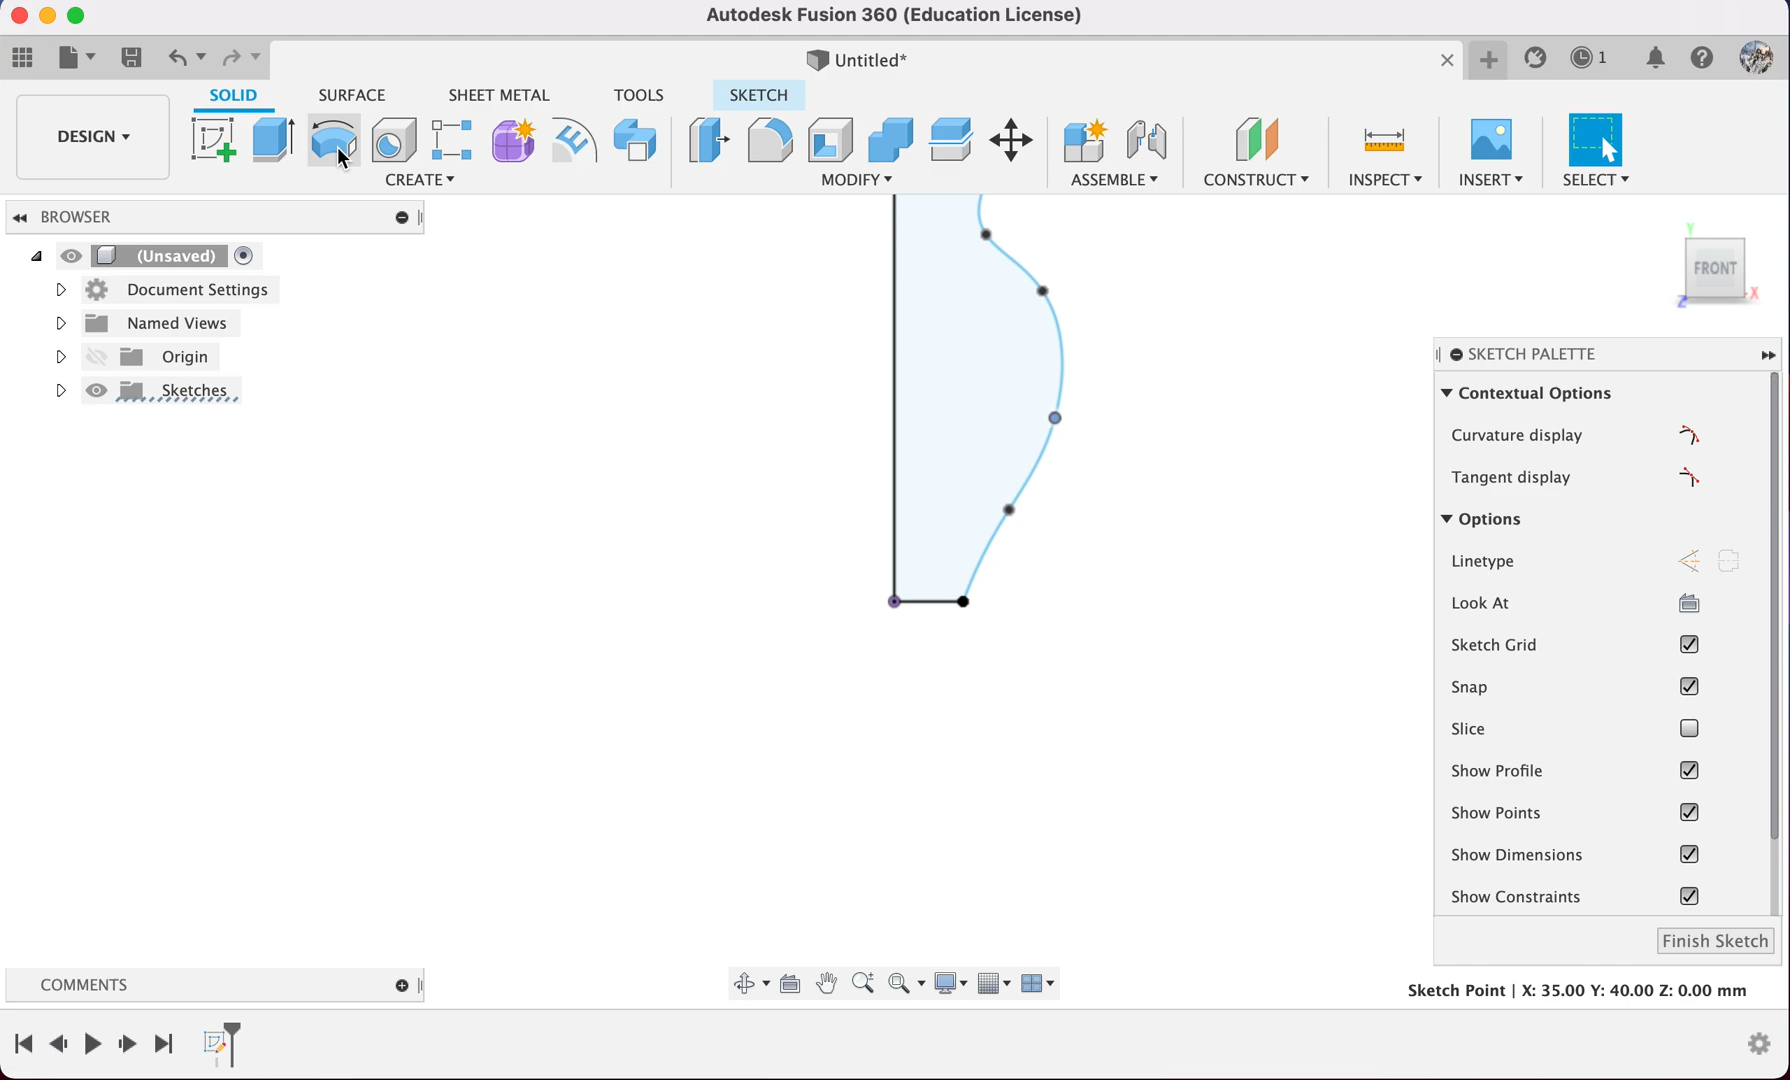 Autodesk Fusion 360 (Education License)
Untitled*
1
SOLID SURFACE SHEET METAL TOOLS SKETCH
DESIGN
CREATE MODIFY ASSEMBLE CONSTRUCT INSPECT INSERT SELECT
BROWSER
(Unsaved)
Document Settings
Named Views
Origin
Sketches
Y
FRONT
X
Z
SKETCH PALETTE
Contextual Options
Curvature display
Tangent display
Options
Linetype
Look At
Sketch Grid
Snap
Slice
Show Profile
Show Points
Show Dimensions
Show Constraints
Finish Sketch
COMMENTS
Sketch Point | X: 35.00 Y: 40.00 Z: 0.00 mm